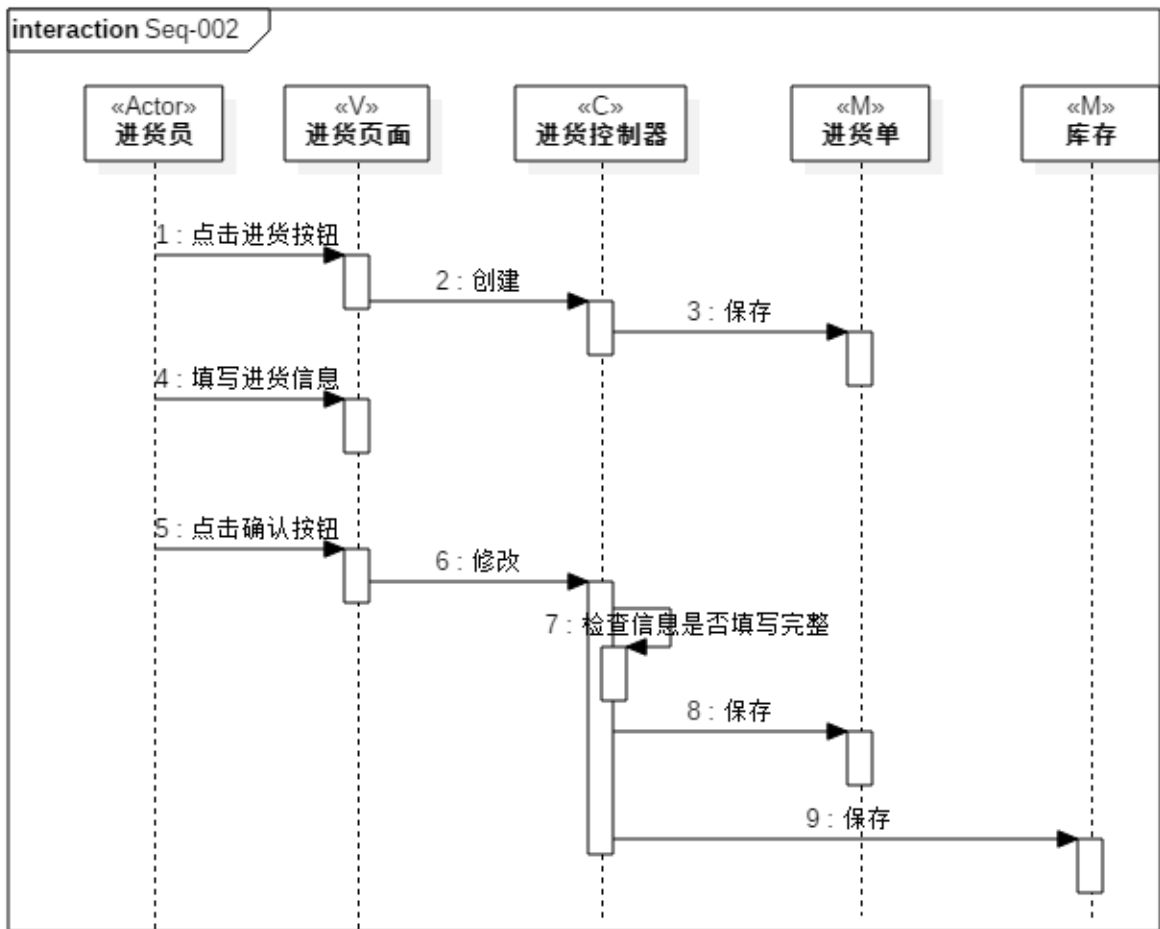 interaction Seq-002
«Actor»
进货员
«V»
进货页面
«C»
进货控制器
«M»
进货单
«M»
库存
1 : 点击进货按钮
2 : 创建
3 : 保存
4 : 填写进货信息
5 : 点击确认按钮
6 : 修改
7 : 检查信息是否填写完整
8 : 保存
9 : 保存